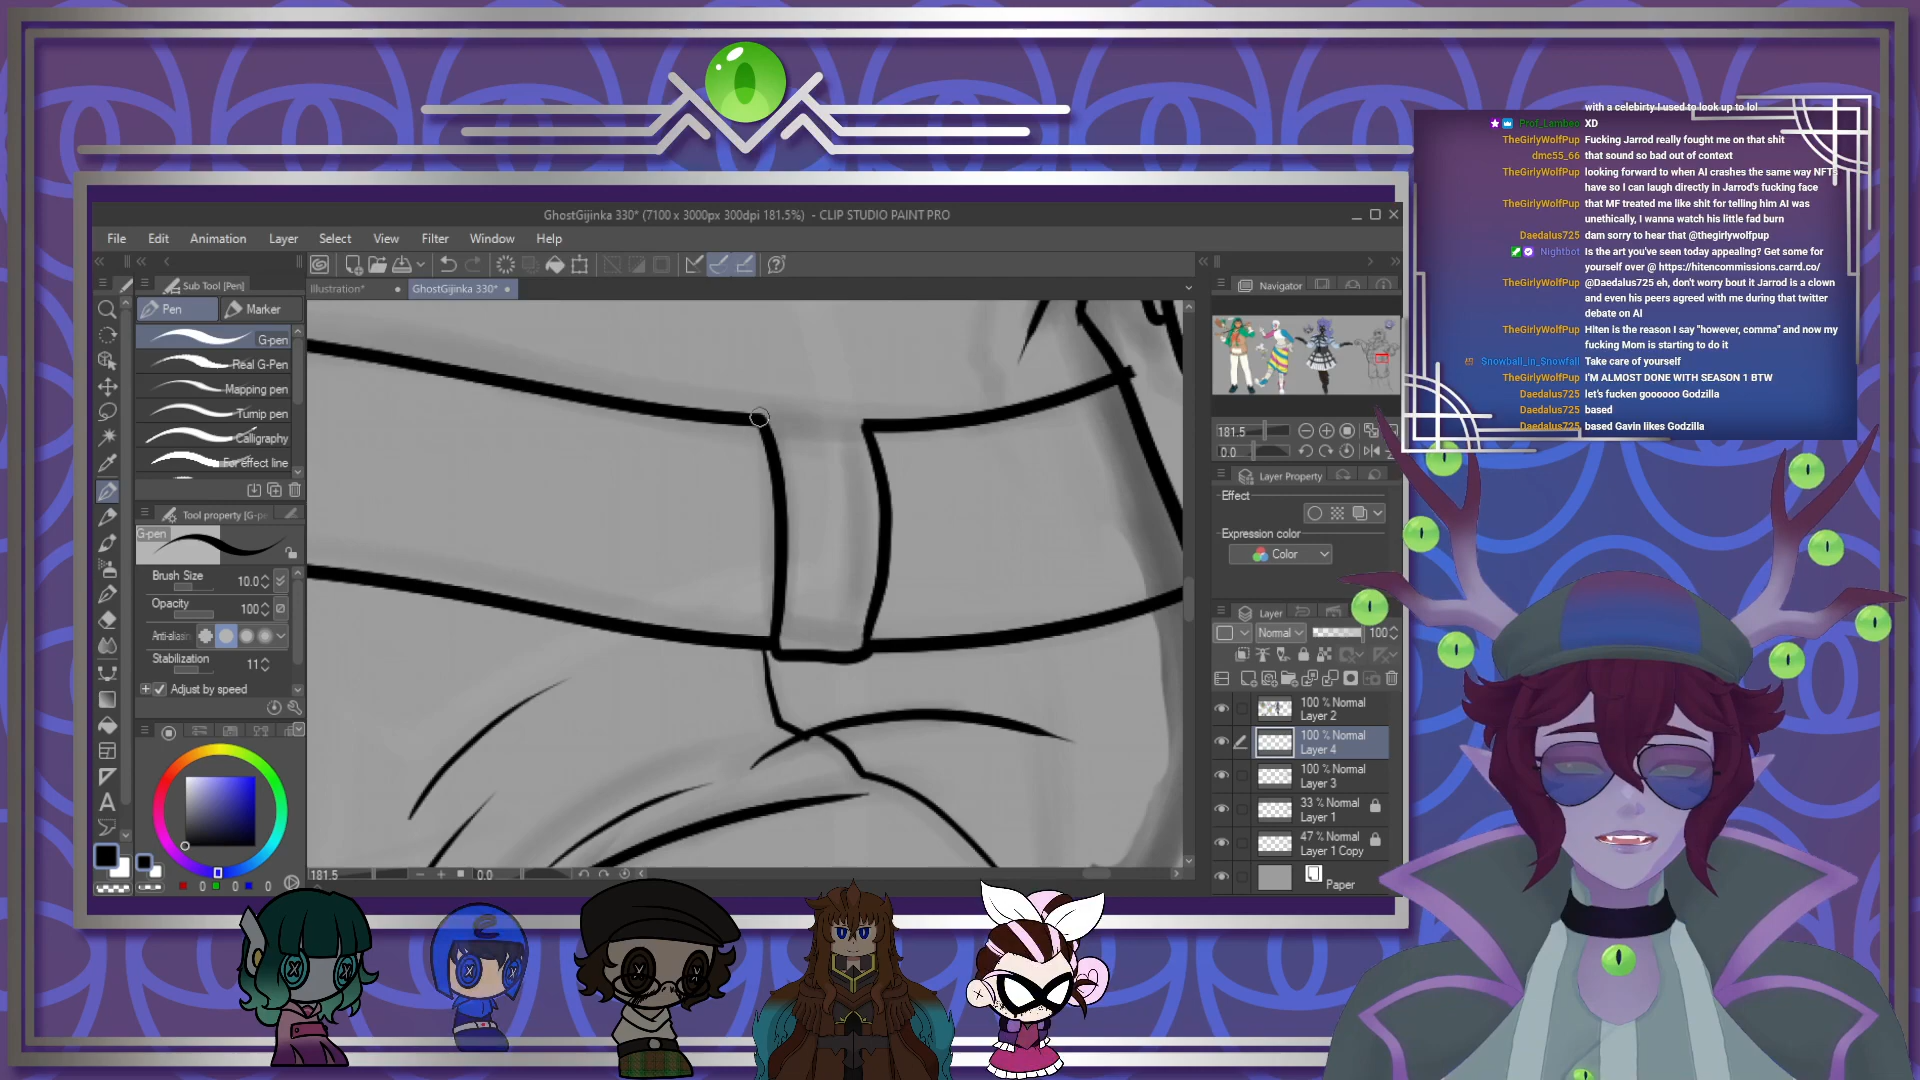 with a celebirty I used to look up to lol
Prof_Lambeo XD
TheGirlyWolfPup Fucking Jarrod really fought me on that shit
dmc55_66 that sound so bad out of context
TheGirlyWolfPup looking forward to when AI crashes the same way NFTs
have so I can laugh directly in Jarrod's fucking face
TheGirlyWolfPup that MF treated me like shit for telling him AI was
unethically, I wanna watch his little fad burn
Daedalus725 dam sorry to hear that @thegirlywolfpup
Nightbot Is the art you've seen today appealing? Get some for
yourself over @ https://hitencommissions.carrd.co/
TheGirlyWolfPup @Daedalus725 eh, don't worry bout it Jarrod is a clown
and even his peers agreed with me during that twitter
debate on AI
TheGirlyWolfPup Hiten is the reason I say "however, comma" and now my
fucking Mom is starting to do it
Snowball_in_Snowfall Take care of yourself
TheGirlyWolfPup I'M ALMOST DONE WITH SEASON 1 BTW
Daedalus725 let's fucken goooooo Godzilla
Daedalus725 based
Daedalus725 based Gavin likes Godzilla
GhostGijinka 330* (7100 x 3000px 300dpi 181.5%) - CLIP STUDIO PAINT PRO
File Edit Animation Layer Select View Filter Window Help
Sub Tool [Pen]
Illustration* GhostGijinka 330*
Pen Marker
G-pen
Real G-Pen
Mapping pen
Turnip pen
Calligraphy
For effect line
Tool property [G-pe
G-pen
Brush Size 10.0
Opacity 100
Anti-aliasin
Stabilization 11
Adjust by speed
A
0 0 0
181.5 0.0
Navigator
181.5
0.0
Layer Property
Effect
Expression color
Color
Layer
Normal 100
100 % Normal
Layer 2
100 % Normal
Layer 4
100 % Normal
Layer 3
33 % Normal
Layer 1
47 % Normal
Layer 1 Copy
Paper